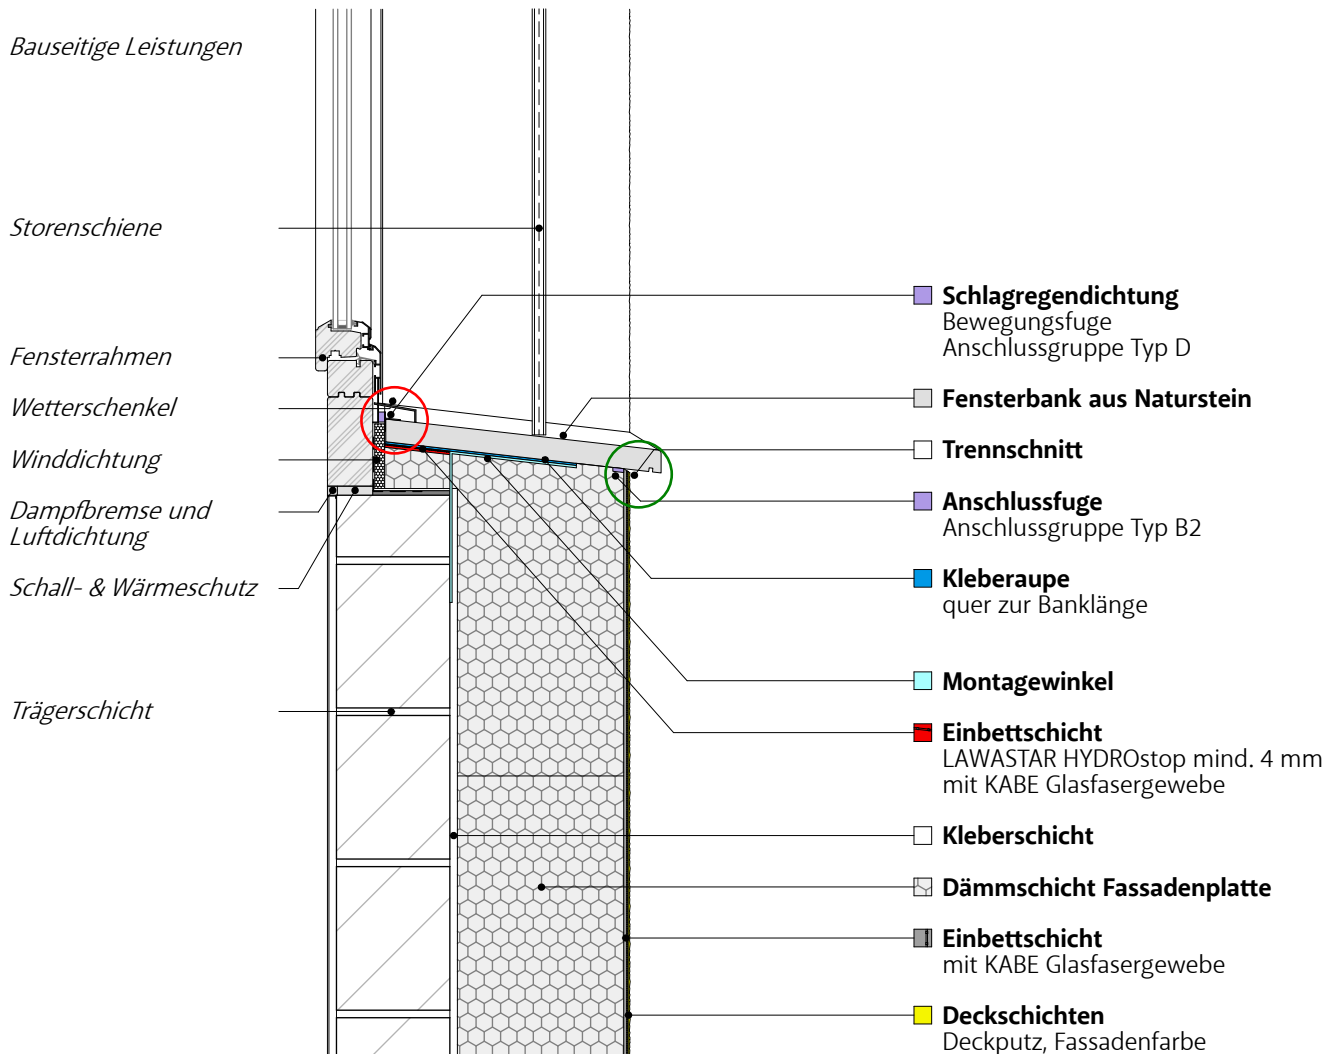 Bauseitige Leistungen
Storenschiene
Fensterrahmen
Wetterschenkel
Winddichtung
Dampfbremse und
Luftdichtung
Schall- & Wärmeschutz
Trägerschicht
Schlagregendichtung
Bewegungsfuge
Anschlussgruppe Typ D
Fensterbank aus Naturstein
Trennschnitt
Anschlussfuge
Anschlussgruppe Typ B2
Kleberaupe
quer zur Banklänge
Montagewinkel
Einbettschicht
LAWASTAR HYDROstop mind. 4 mm
mit KABE Glasfasergewebe
Kleberschicht
Dämmschicht Fassadenplatte
Einbettschicht
mit KABE Glasfasergewebe
Deckschichten
Deckputz, Fassadenfarbe